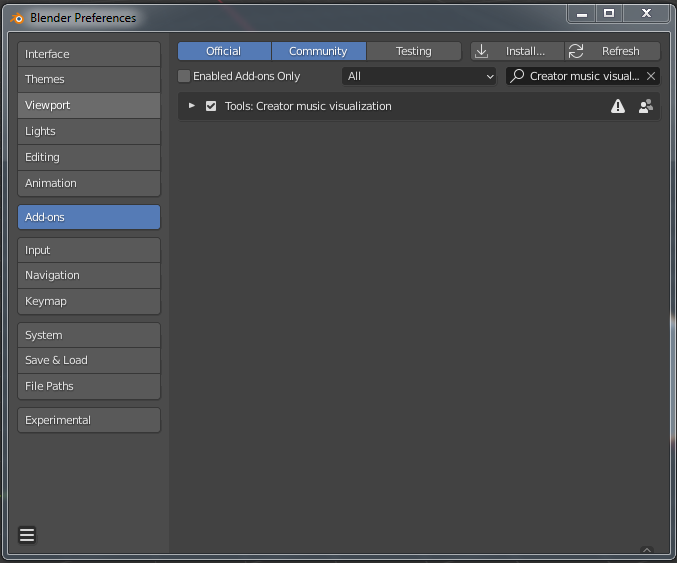 Blender Preferences
Interface
Themes
Viewport
Lights
Editing
Animation
Add-ons
Input
Navigation
Keymap
System
Save & Load
File Paths
Experimental
Official Community Testing Install... Refresh
Enabled Add-ons Only All Creator music visual...
Tools: Creator music visualization